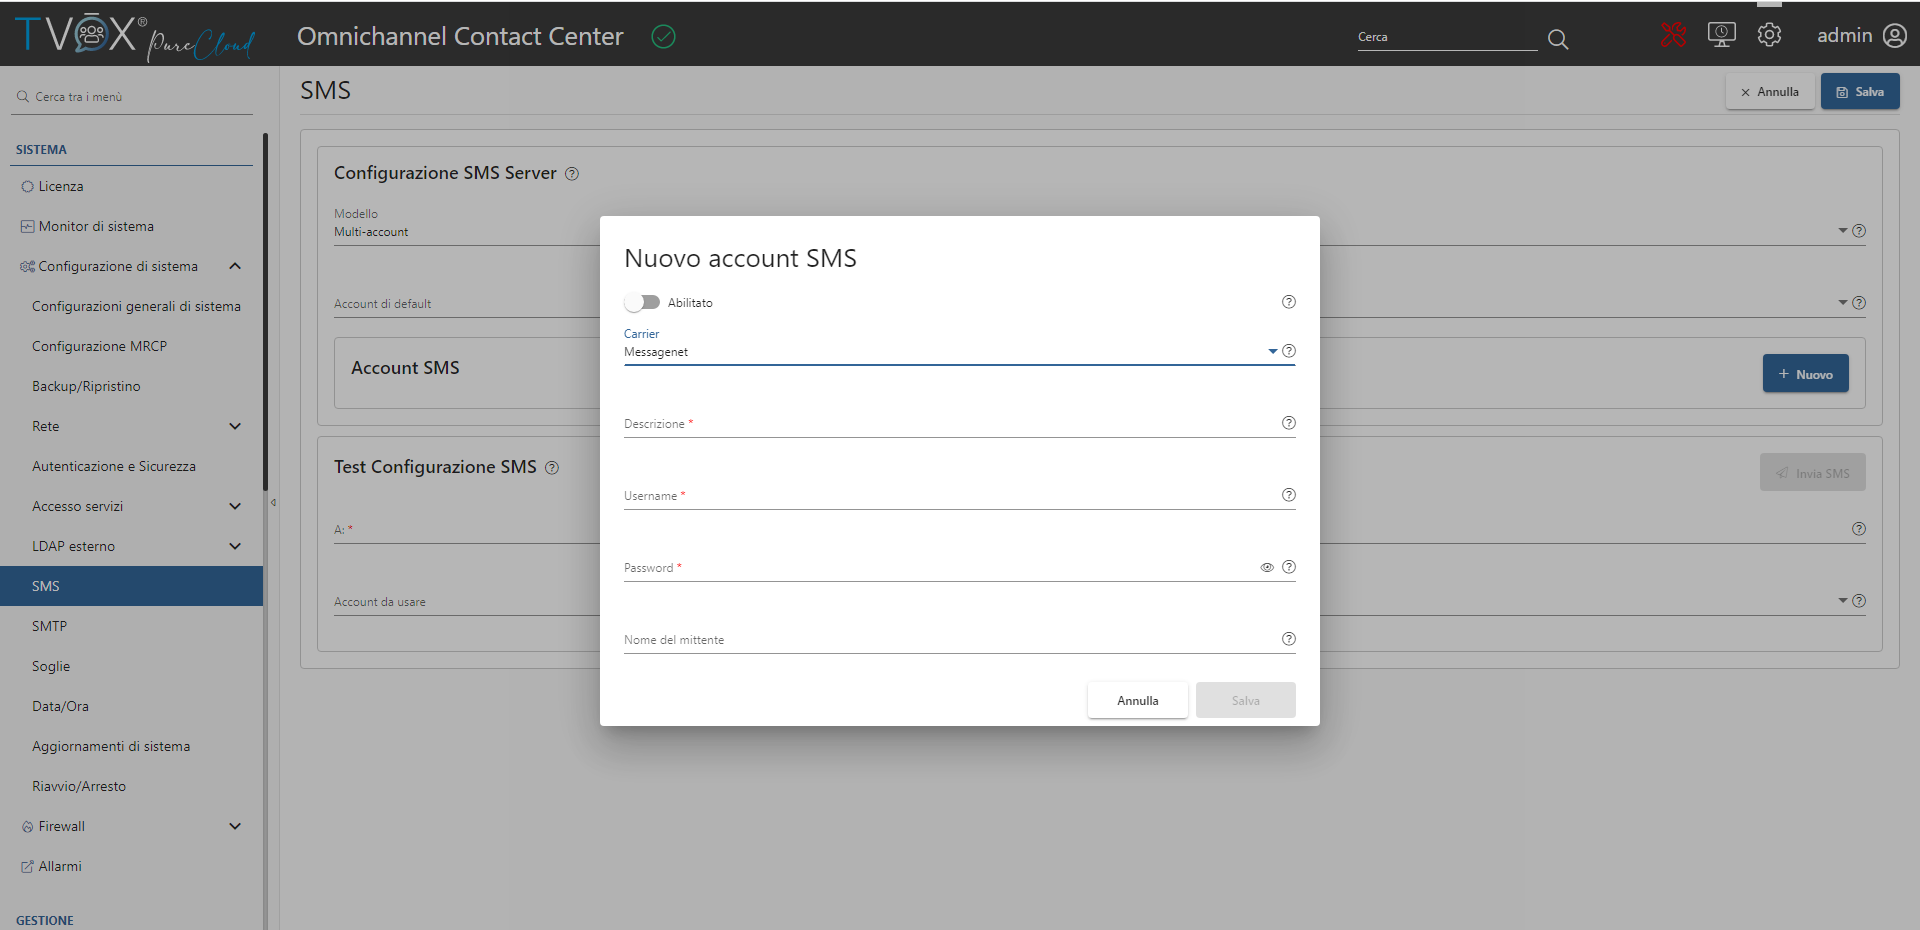 TVOX® PureCloud
Omnichannel Contact Center
Cerca
admin
Cerca tra i menù
SISTEMA
Licenza
Monitor di sistema
Configurazione di sistema
Configurazioni generali di sistema
Configurazione MRCP
Backup/Ripristino
Rete
Autenticazione e Sicurezza
Accesso servizi
LDAP esterno
SMS
SMTP
Soglie
Data/Ora
Aggiornamenti di sistema
Riavvio/Arresto
Firewall
Allarmi
GESTIONE
SMS
Annulla
Salva
Configurazione SMS Server
Modello
Multi-account
Account di default
Account SMS
Nuovo
Test Configurazione SMS
Invia SMS
A: *
Account da usare
Nuovo account SMS
Abilitato
Carrier
Messagenet
Descrizione *
Username *
Password *
Nome del mittente
Annulla
Salva